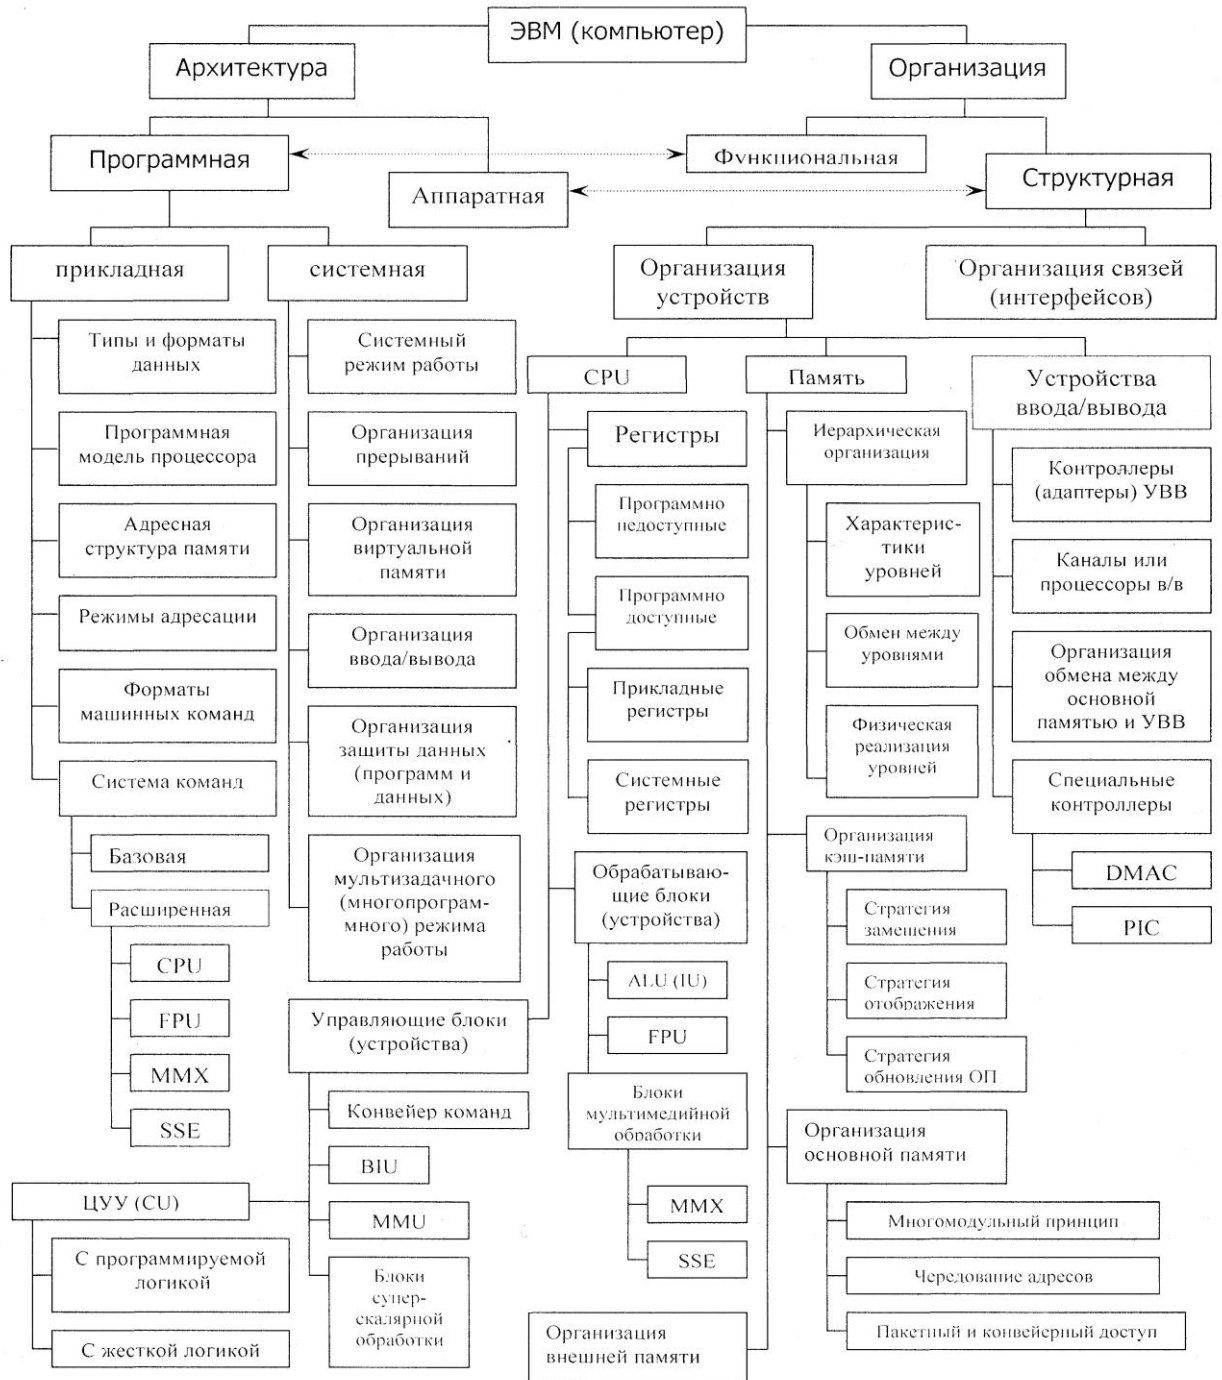 ЭВМ (компьютер)
Архитектура
Организация
Программная
Аппаратная
Функциональная
Структурная
прикладная
системная
Организация
устройств
Организация связей
(интерфейсов)
Типы и форматы
данных
Программная
модель процессора
Адресная
структура памяти
Режимы адресации
Форматы
машинных команд
Система команд
Базовая
Расширенная
CPU
FPU
MMX
SSE
Системный
режим работы
Организация
прерываний
Организация
виртуальной
памяти
Организация
ввода/вывода
Организация
защиты данных
(программ и
данных)
Организация
мультизадачного
(многопрограм-
много) режима
работы
CPU
Регистры
Программно
недоступные
Программно
доступные
Прикладные
регистры
Системные
регистры
Обрабатываю-
щие блоки
(устройства)
ALU (IU)
FPU
Блоки
мультимедийной
обработки
MMX
SSE
Управляющие блоки
(устройства)
Конвейер команд
BIU
MMU
Блоки
супер-
скалярной
обработки
ЦУУ (CU)
С программируемой
логикой
С жесткой логикой
Память
Иерархическая
организация
Характерис-
тики
уровней
Обмен между
уровнями
Физическая
реализация
уровней
Организация
кэш-памяти
Стратегия
замещения
Стратегия
отображения
Стратегия
обновления ОП
Организация
основной памяти
Многомодульный принцип
Чередование адресов
Пакетный и конвейерный доступ
Организация
внешней памяти
Устройства
ввода/вывода
Контроллеры
(адаптеры) УВВ
Каналы или
процессоры в/в
Организация
обмена между
основной
памятью и УВВ
Специальные
контроллеры
DMAC
PIC